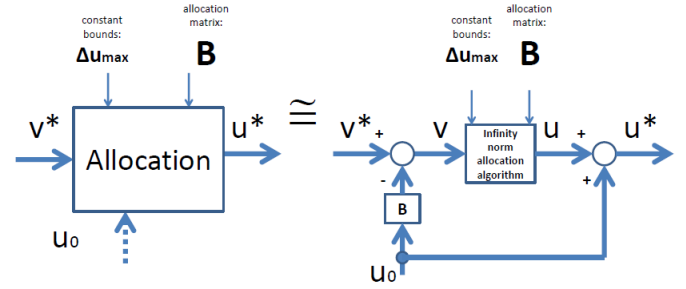 constant
bounds:
Δumax
allocation
matrix:
B
v*
Allocation
u*
u0
≅
constant
bounds:
Δumax
allocation
matrix:
B
v*
+
-
v
Infinity
norm
allocation
algorithm
u
+
+
u*
B
u0